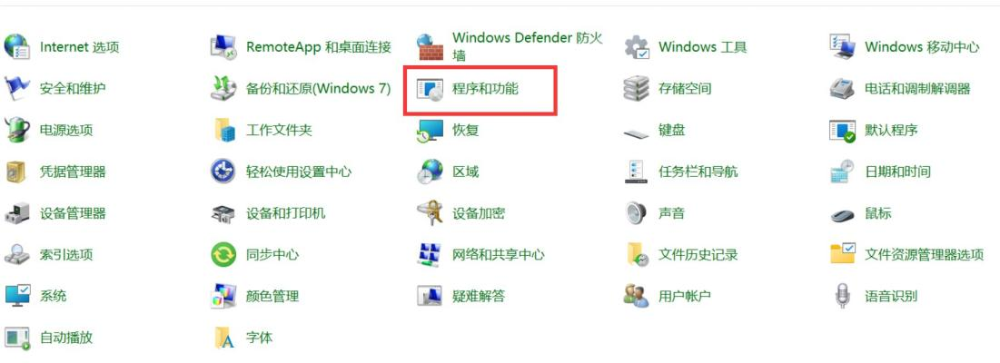 Internet 选项
RemoteApp 和桌面连接
Windows Defender 防火
墙
Windows 工具
Windows 移动中心
安全和维护
备份和还原(Windows 7)
程序和功能
存储空间
电话和调制解调器
电源选项
工作文件夹
恢复
键盘
默认程序
凭据管理器
轻松使用设置中心
区域
任务栏和导航
日期和时间
设备管理器
设备和打印机
设备加密
声音
鼠标
索引选项
同步中心
网络和共享中心
文件历史记录
文件资源管理器选项
系统
颜色管理
疑难解答
用户帐户
语音识别
自动播放
字体